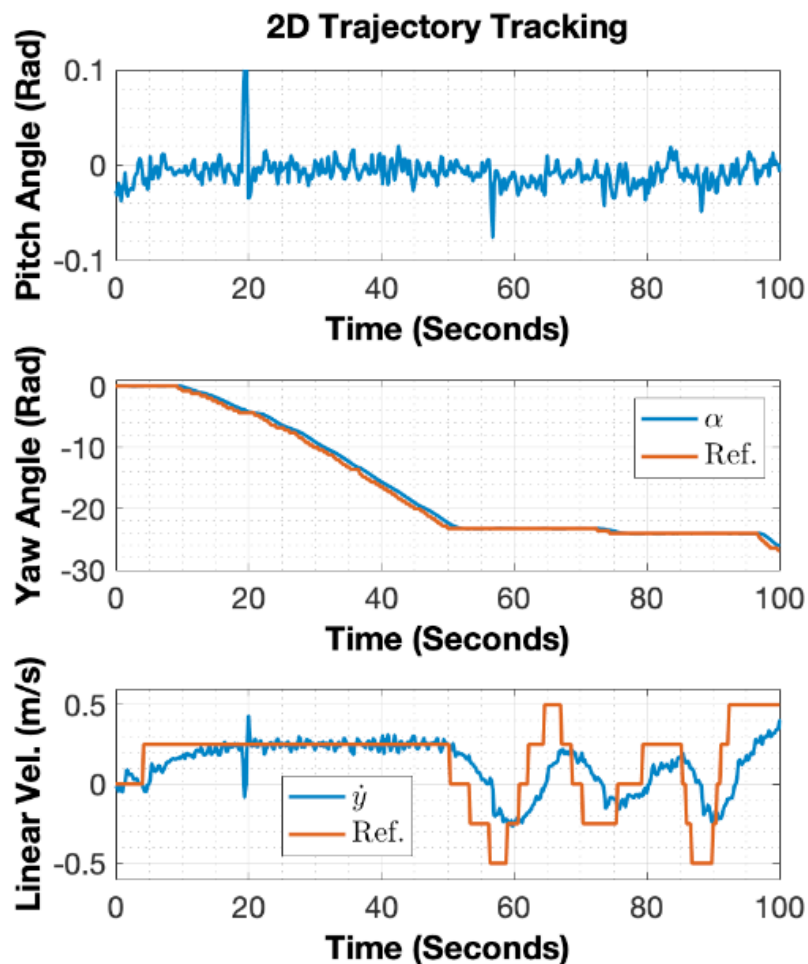 2D Trajectory Tracking
Pitch Angle (Rad)
0.1
0
-0.1
0 20 40 60 80 100
Time (Seconds)
Yaw Angle (Rad)
0
-10
-20
-30
α
Ref.
0 20 40 60 80 100
Time (Seconds)
Linear Vel. (m/s)
0.5
0
-0.5
ẏ
Ref.
0 20 40 60 80 100
Time (Seconds)